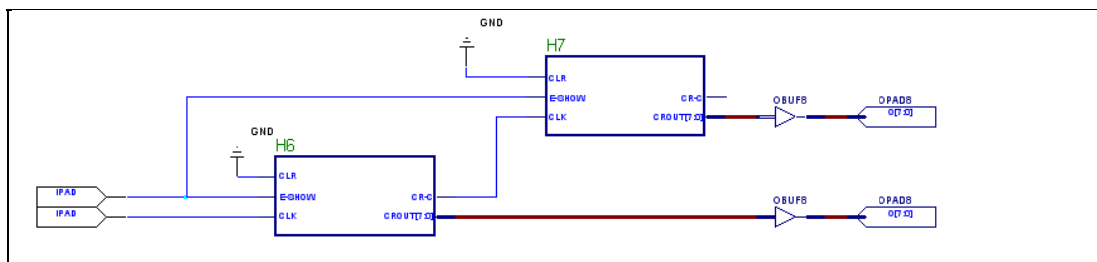 GND
H7
CLR
E-SHOW
CLK
CR-C
CROUT[7:0]
OBUF8
OPAD8
O[7:0]
GND
H6
CLR
E-SHOW
CLK
CR-C
CROUT[7:0]
IPAD
IPAD
OBUF8
OPAD8
O[7:0]